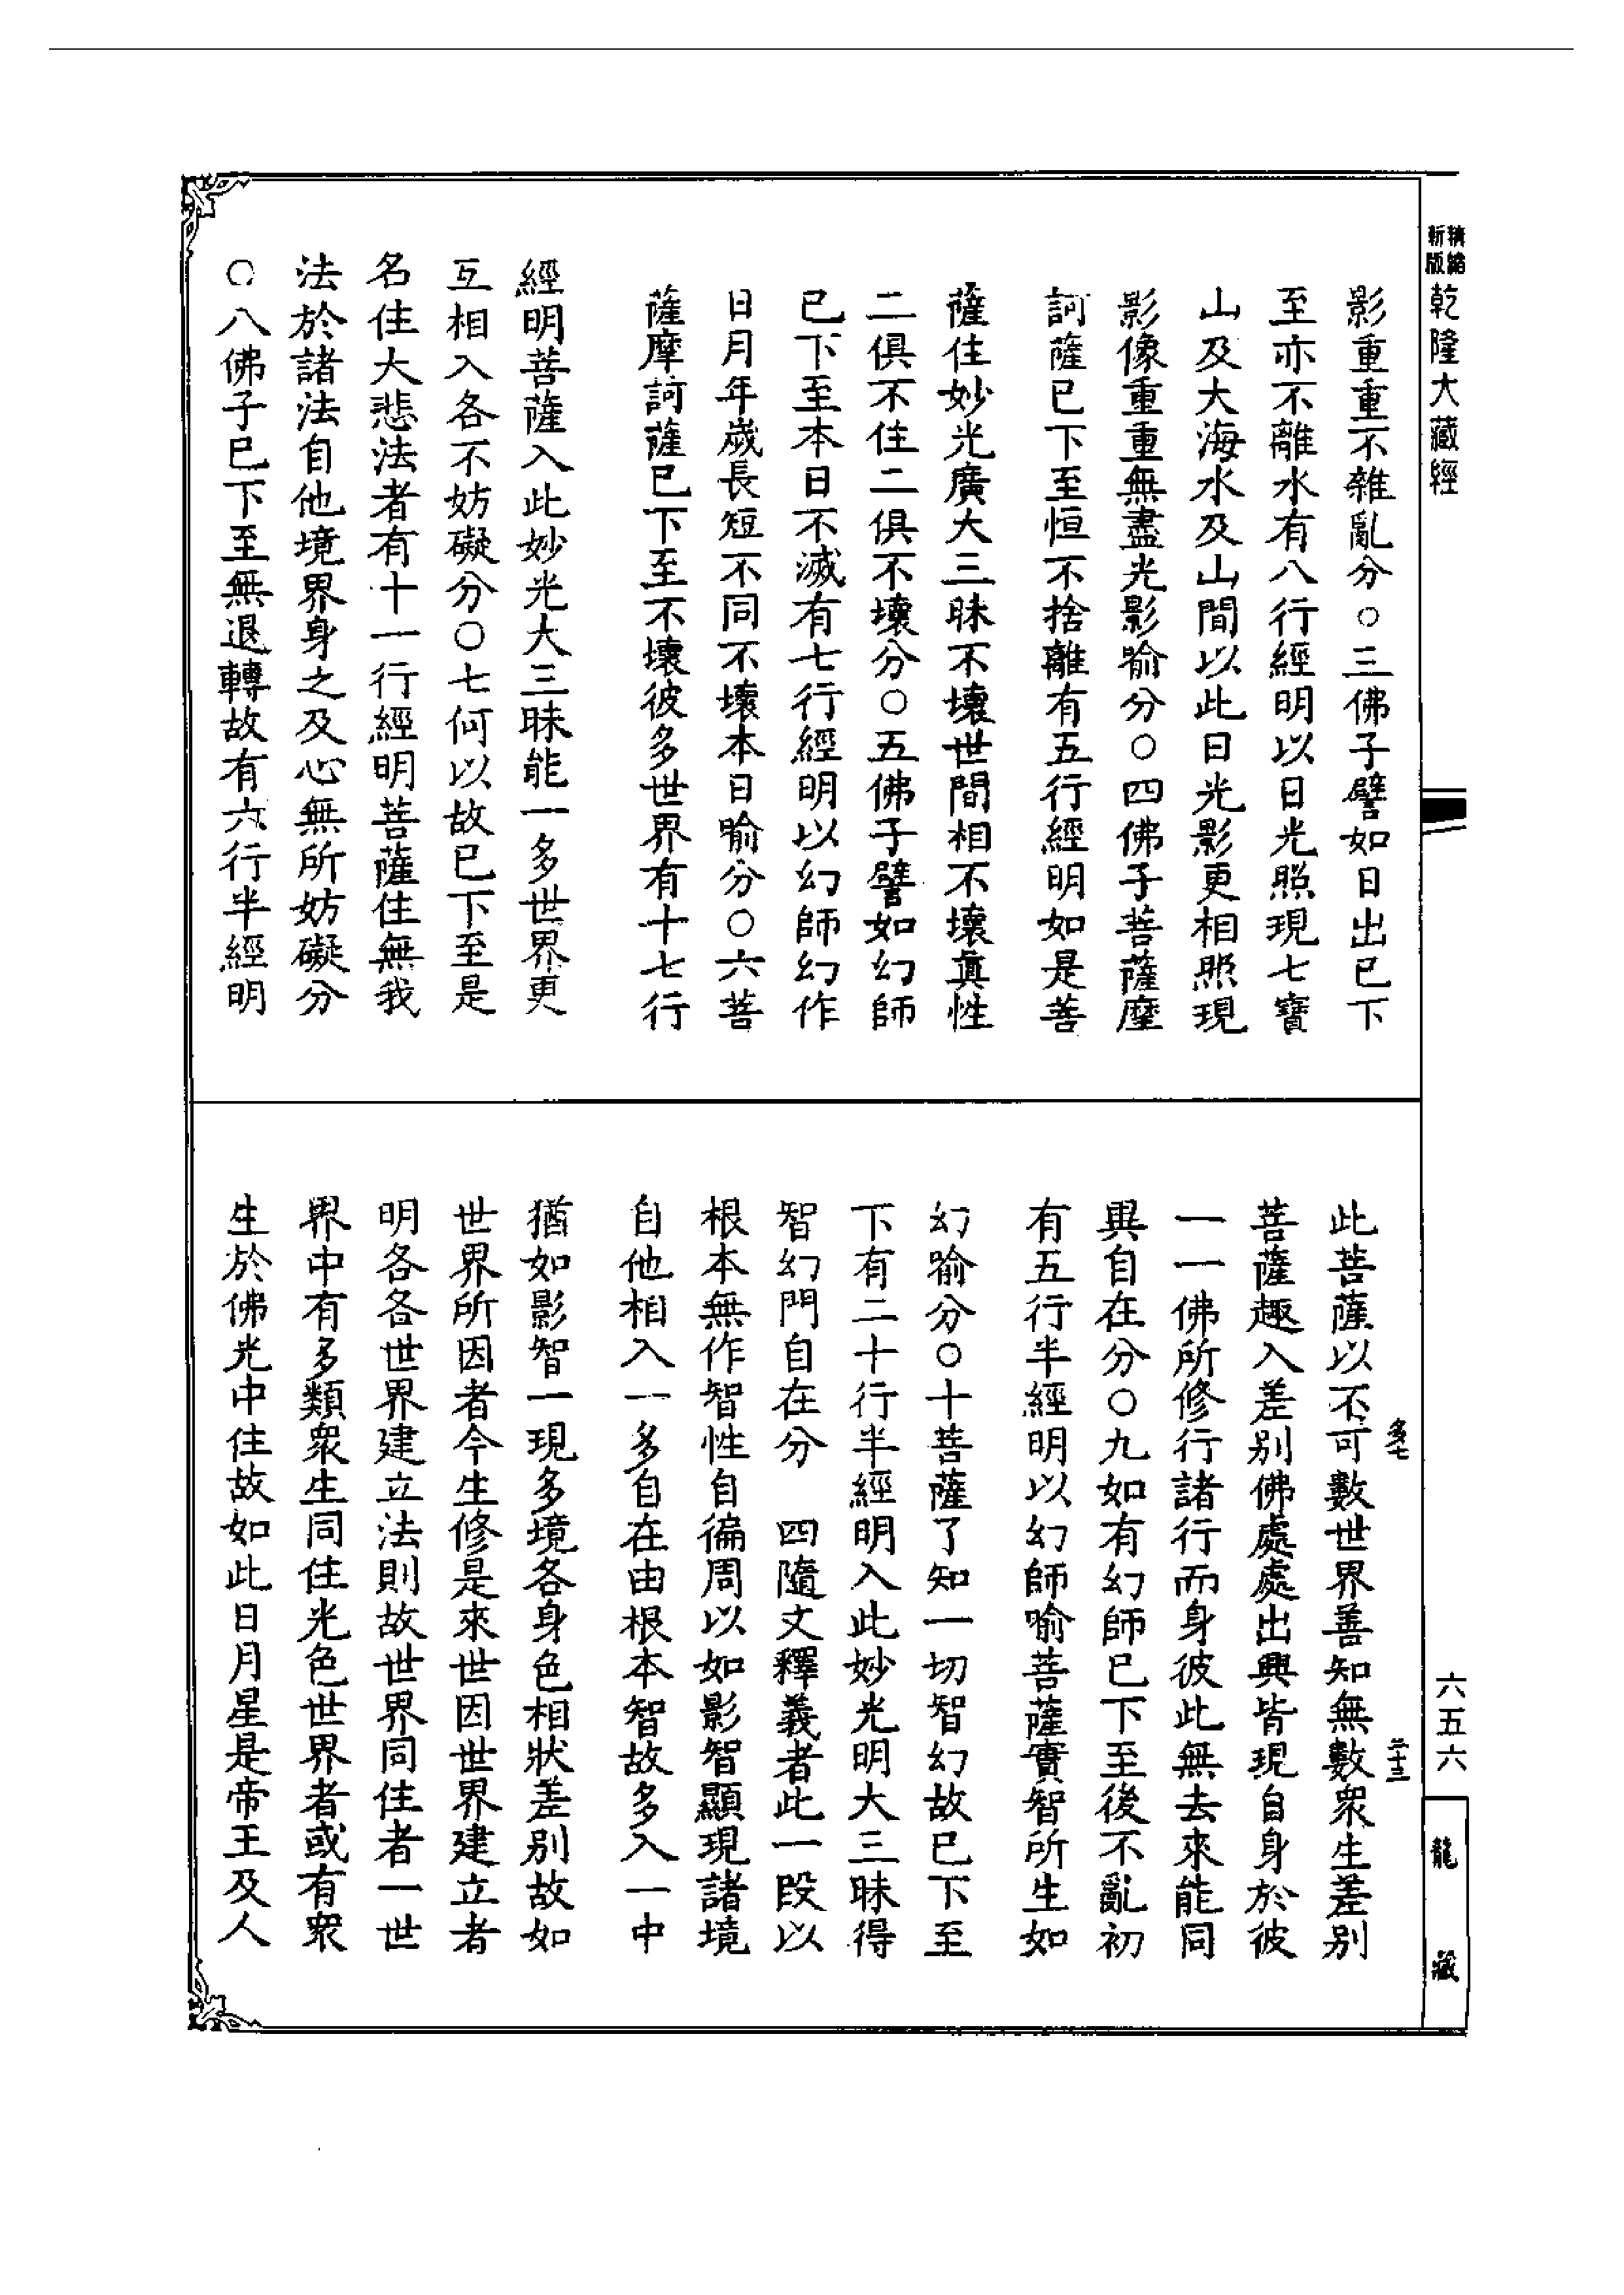 精縮新版
乾隆大藏經
影重重不雜亂分○三佛子譬如日出已下
至亦不離水有八行經明以日光照現七寶
山及大海水及山間以此日光影更相照現
影像重重無盡光影喻分○四佛子菩薩摩
訶薩已下至恒不捨離有五行經明如是菩
薩住妙光廣大三昧不壞世間相不壞眞性
二俱不住二俱不壞分○五佛子譬如幻師
已下至本日不滅有七行經明以幻師幻作
日月年歲長短不同不壞本日喻分○六菩
薩摩訶薩已下至不壞彼多世界有十七行
經明菩薩入此妙光大三昧能一多世界更
互相入各不妨礙分○七何以故已下至是
名住大悲法者有十一行經明菩薩住無我
法於諸法自他境界身之及心無所妨礙分
○八佛子已下至無退轉故有六行半經明
此菩薩以不可數世界善知無數衆生差別
菩薩趣入差別佛處處出興皆現自身於彼
一一佛所修行諸行而身彼此無去來能同
異自在分○九如有幻師已下至後不亂初
有五行半經明以幻師喻菩薩實智所生如
幻喻分○十菩薩了知一切智幻故已下至
下有二十行半經明入此妙光明大三昧得
智幻門自在分　四隨文釋義者此一段以
根本無作智性自徧周以如影智顯現諸境
自他相入一多自在由根本智故多入一中
猶如影智一現多境各身色相狀差別故如
世界所因者今生修是來世因世界建立者
明各各世界建立法則故世界同住者一世
界中有多類衆生同住光色世界者或有衆
生於佛光中住故如此日月星是帝王及人
多七
二十三
六五六
龍藏